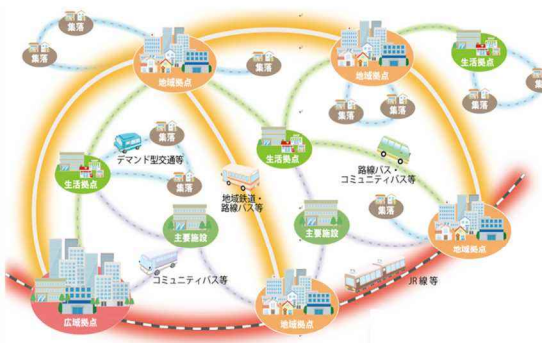 集落
集落
地域拠点
集落
地域拠点
生活拠点
集落
集落
集落
集落
集落
デマンド型交通等
集落
生活拠点
集落
生活拠点
路線バス・
コミュニティバス等
地域鉄道・
路線バス等
主要施設
主要施設
集落
地域拠点
コミュニティバス等
JR線等
広域拠点
地域拠点